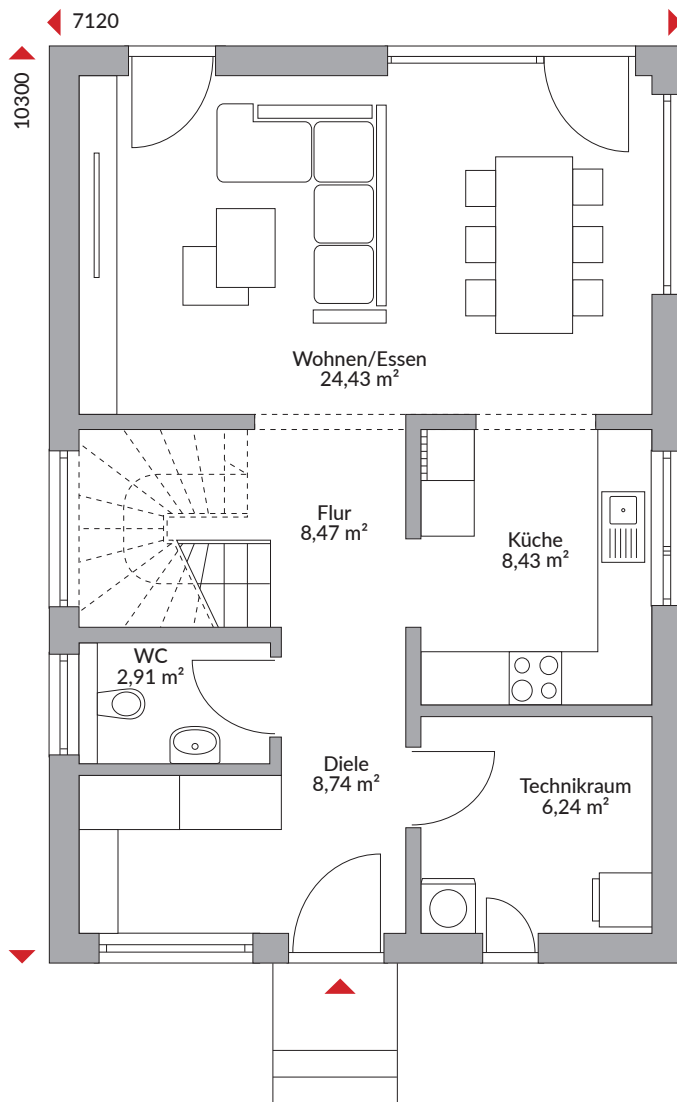 7120
10300
Wohnen/Essen
24,43 m²
Flur
8,47 m²
Küche
8,43 m²
WC
2,91 m²
Diele
8,74 m²
Technikraum
6,24 m²